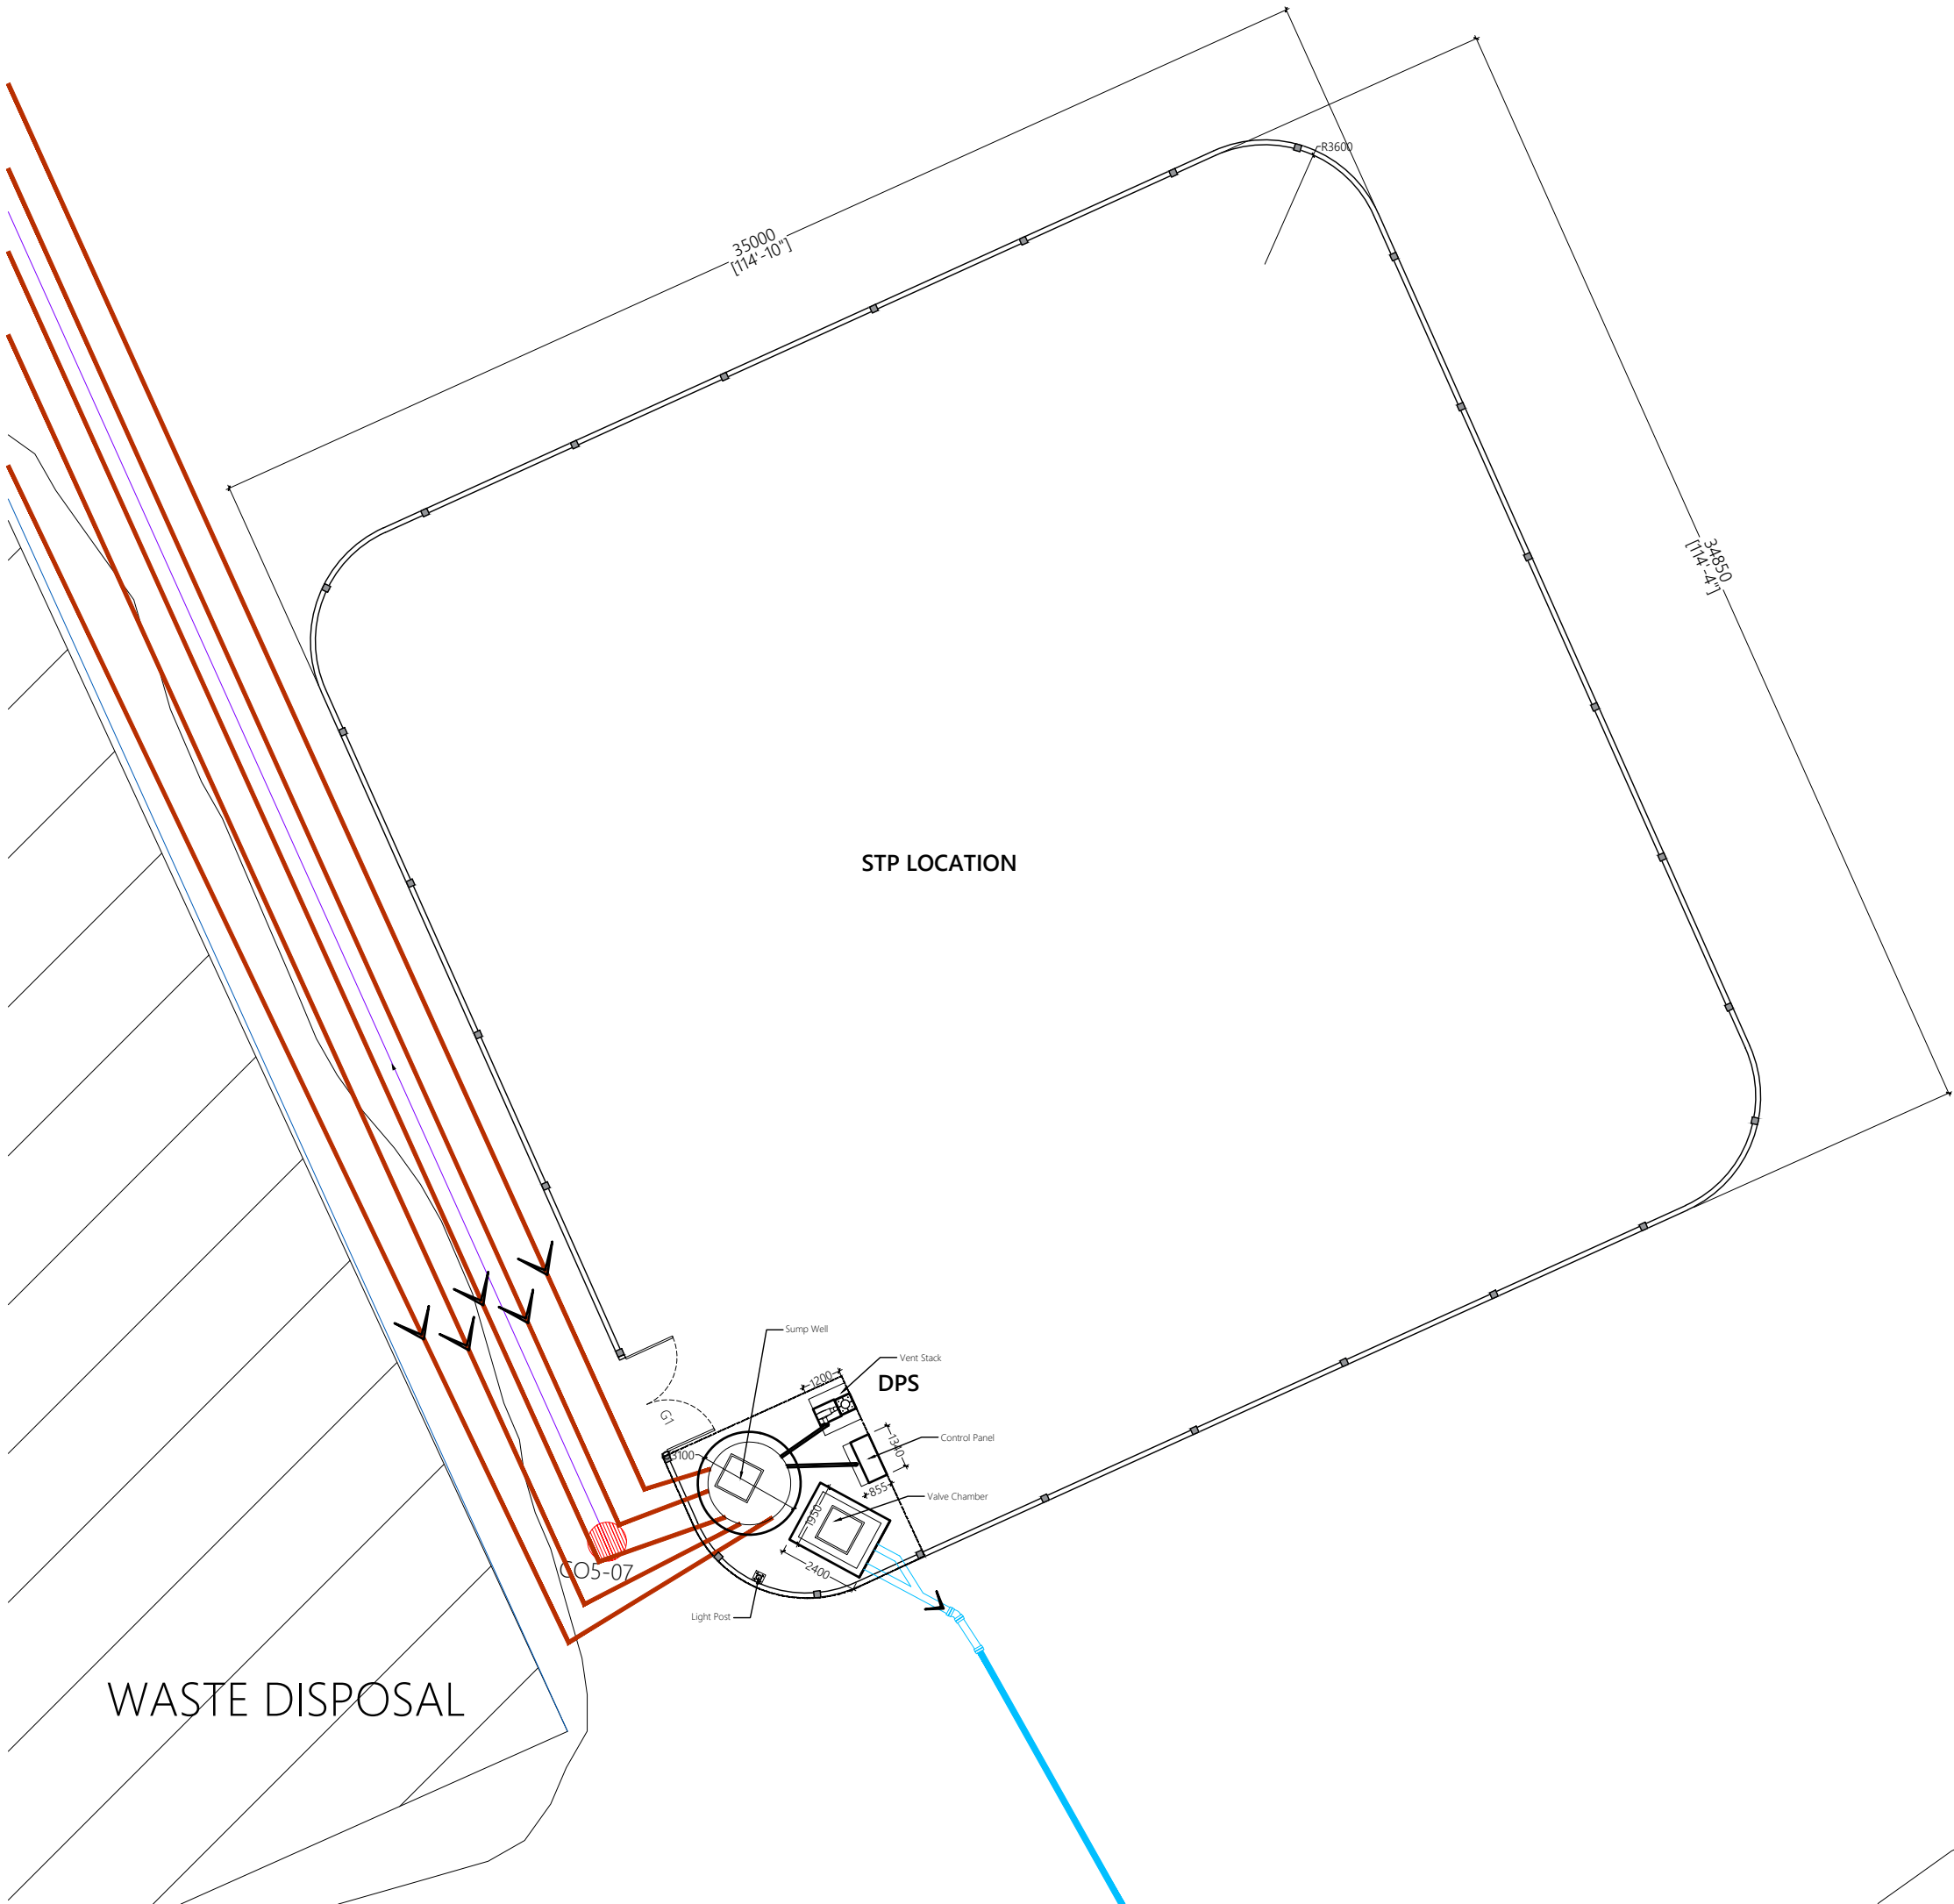 R3600
35000
[114'-10"]
34850
[114'-4"]
STP LOCATION
Sump Well
Vent Stack
1200
DPS
G1
Control Panel
1340
3100
855
Valve Chamber
1950
CO5-07
2400
Light Post
WASTE DISPOSAL